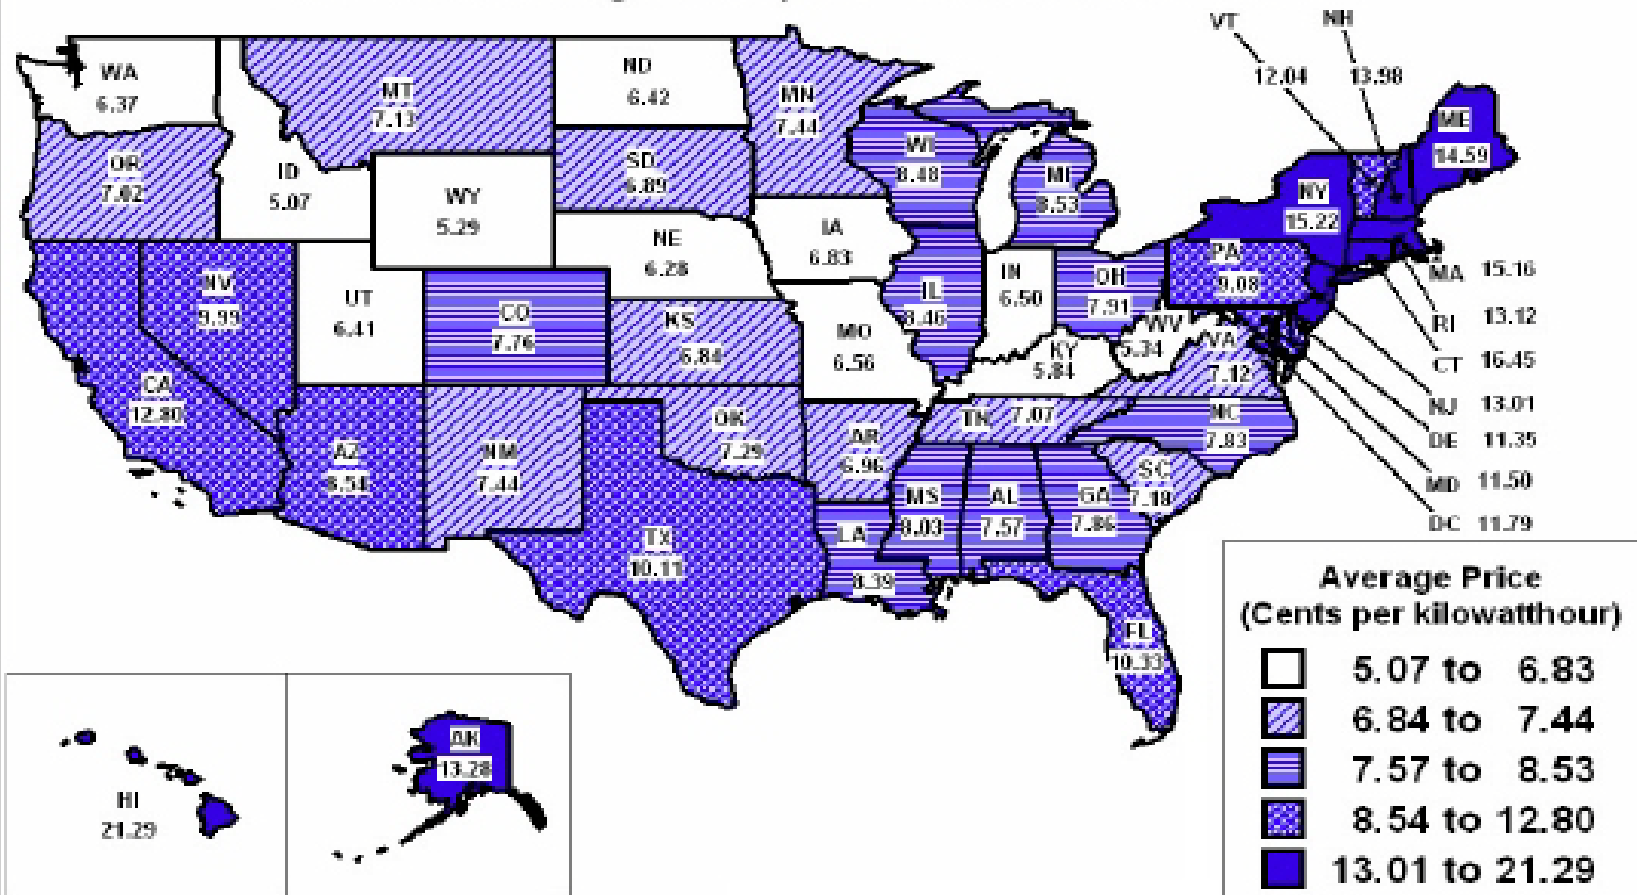 VT
NH
12.04
13.98
WA
6.37
MT
7.13
ND
6.42
MN
7.44
ME
14.59
OR
7.02
ID
5.07
WY
5.29
SD
6.89
WI
8.48
MI
8.53
NY
15.22
NE
6.28
IA
6.83
NV
9.99
UT
6.41
CO
7.76
KS
6.84
MO
6.56
IL
8.46
IN
6.50
OH
7.91
PA
9.08
WV
5.34
VA
7.12
KY
5.84
MA 15.16
RI 13.12
CT 16.45
NJ 13.01
DE 11.35
MD 11.50
DC 11.79
CA
12.80
AZ
8.54
NM
7.44
OK
7.29
AR
6.96
TN 7.07
NC
7.83
SC
7.18
MS
8.03
AL
7.57
GA
7.86
LA
8.39
TX
10.11
FL
10.33
HI
21.29
AK
13.28
Average Price
(Cents per kilowatthour)
5.07 to 6.83
6.84 to 7.44
7.57 to 8.53
8.54 to 12.80
13.01 to 21.29